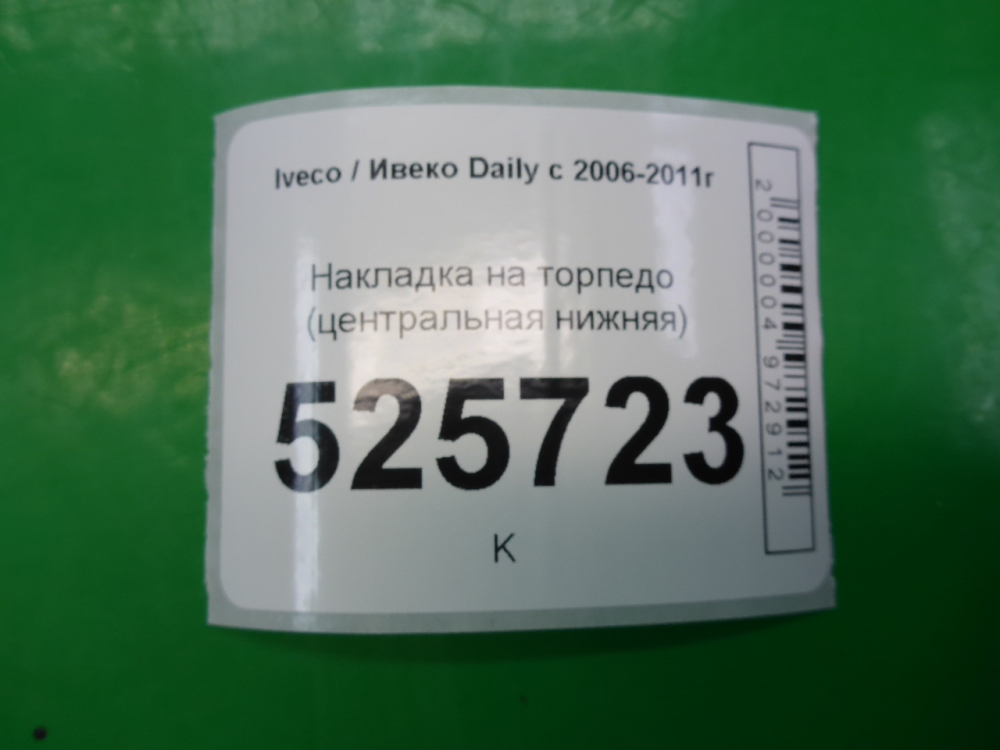 Iveco / Ивеко Daily с 2006-2011г
Накладка на торпедо
(центральная нижняя)
525723
К
2000004972912